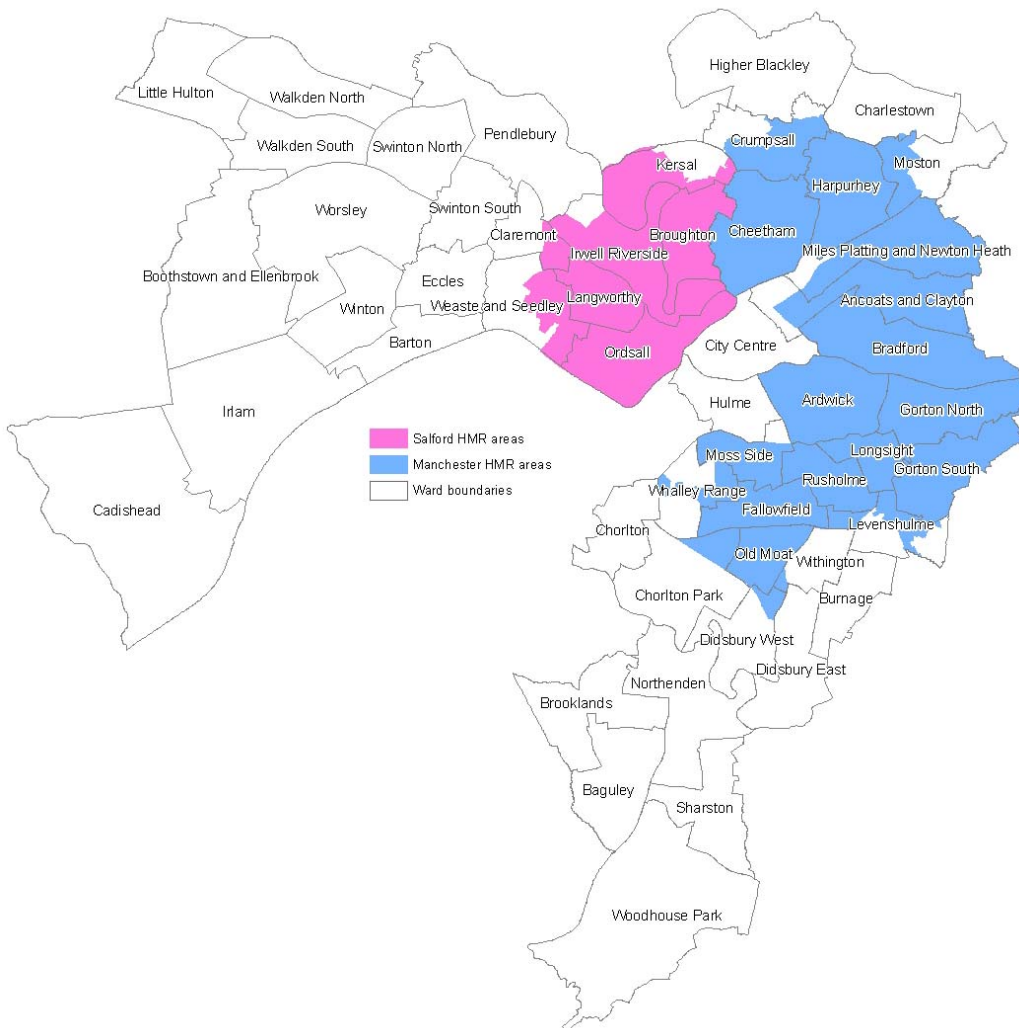 Higher Blackley
Little Hulton
Walkden North
Charlestown
Pendlebury
Crumpsall
Walkden South
Swinton North
Kersal
Moston
Harpurhey
Worsley
Swinton South
Claremont
Broughton
Cheetham
Irwell Riverside
Miles Platting and Newton Heath
Boothstown and Ellenbrook
Eccles
Langworthy
Ancoats and Clayton
Winton
Weaste and Seedley
Barton
Ordsall
City Centre
Bradford
Irlam
Hulme
Ardwick
Gorton North
Salford HMR areas
Manchester HMR areas
Ward boundaries
Moss Side
Longsight
Gorton South
Rusholme
Whalley Range
Cadishead
Fallowfield
Levenshulme
Chorlton
Old Moat
Withington
Chorlton Park
Burnage
Didsbury West
Didsbury East
Northenden
Brooklands
Baguley
Sharston
Woodhouse Park